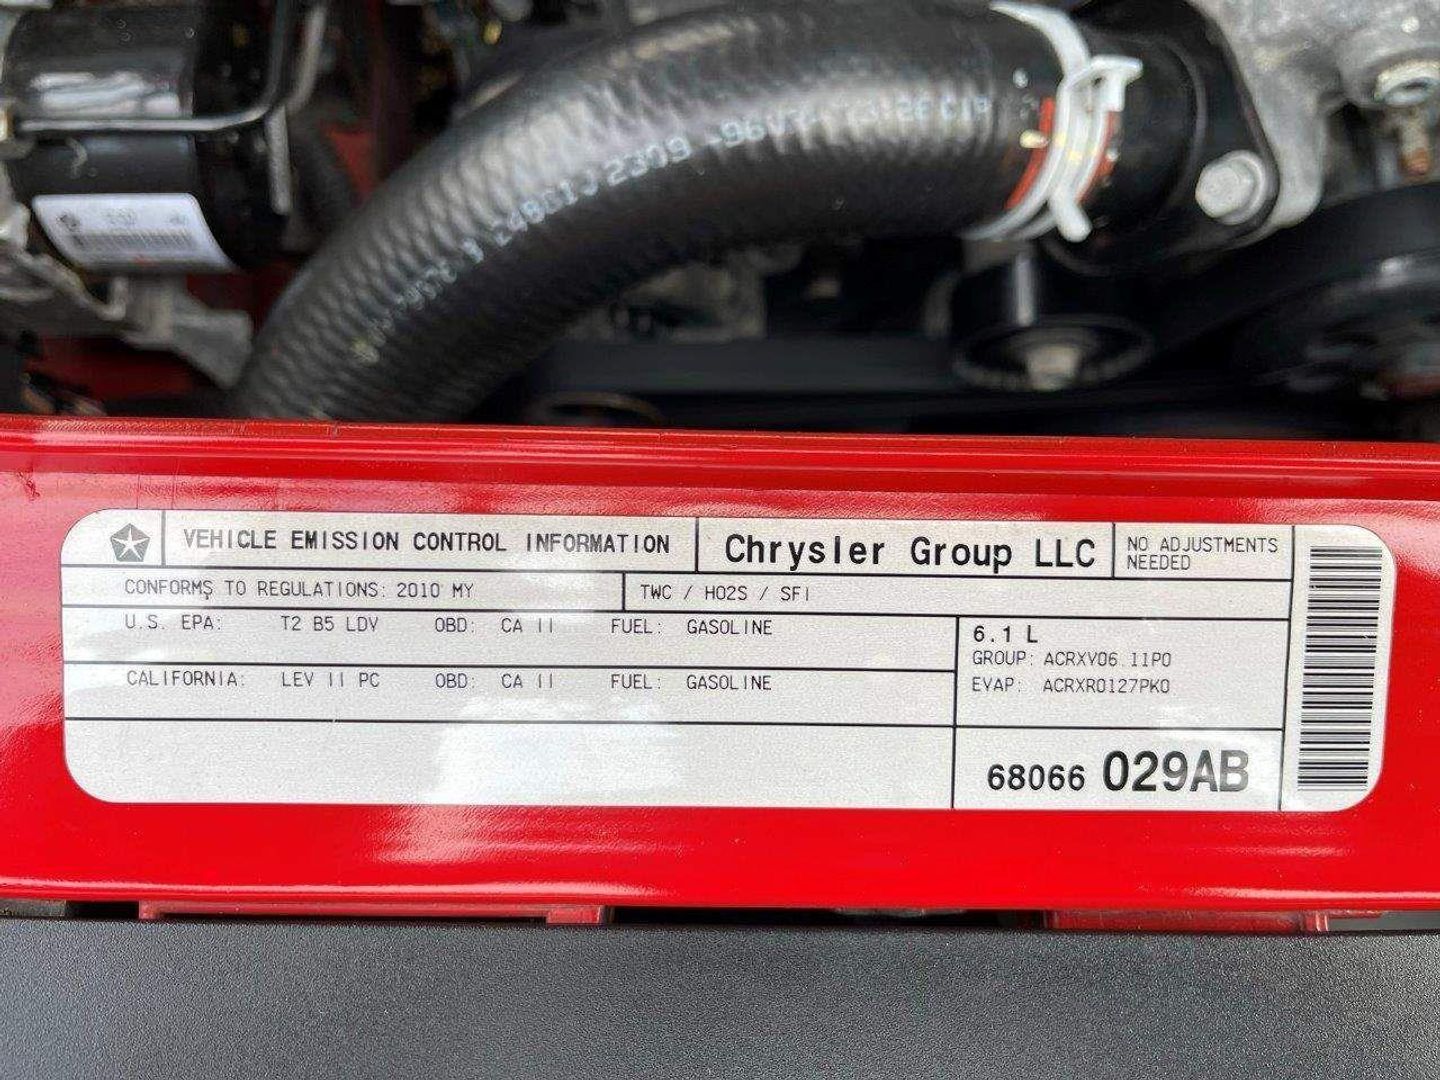 VEHICLE EMISSION CONTROL INFORMATION
Chrysler Group LLC
NO ADJUSTMENTS
NEEDED
CONFORMS TO REGULATIONS: 2010 MY
TWC / HO2S / SFI
U.S. EPA: T2 B5 LDV OBD: CA II FUEL: GASOLINE
CALIFORNIA: LEV II PC OBD: CA II FUEL: GASOLINE
6.1 L
GROUP: ACRXV06.11P0
EVAP: ACRXR0127PK0
68066 029AB